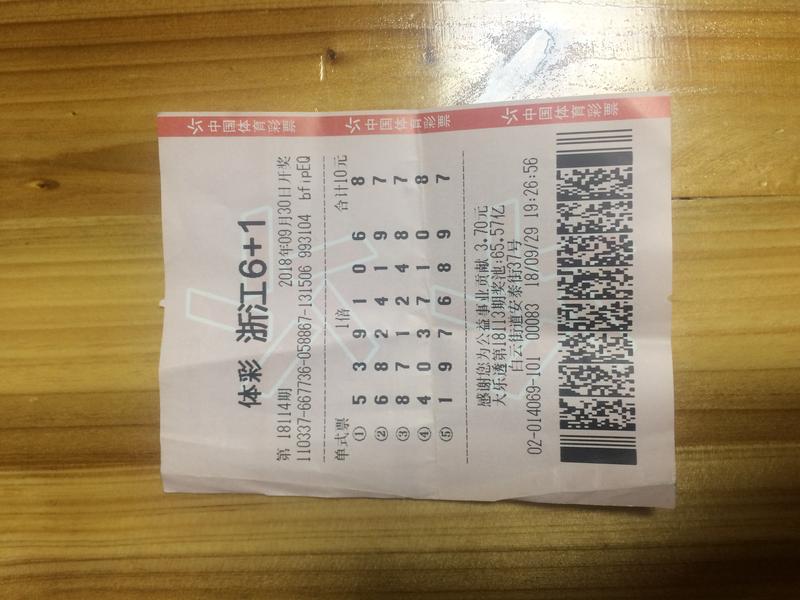 中国体育彩票 中国体育彩票 中国体育彩票
体彩 浙江6+1
第 18114期 2018年09月30日开奖
110337-667736-058867-131506 993104 bfipEQ
单式票 1倍 合计10元
① 5 3 9 1 0 6 8
② 6 8 2 4 1 9 7
③ 8 7 1 2 4 8 7
④ 4 0 3 7 1 0 8
⑤ 1 9 7 6 8 9 7
感谢您为公益事业贡献 3.70元
大乐透第18113期奖池:65.57亿
白云街道安泰街37号
02-014069-101 00083 18/09/29 19:26:56